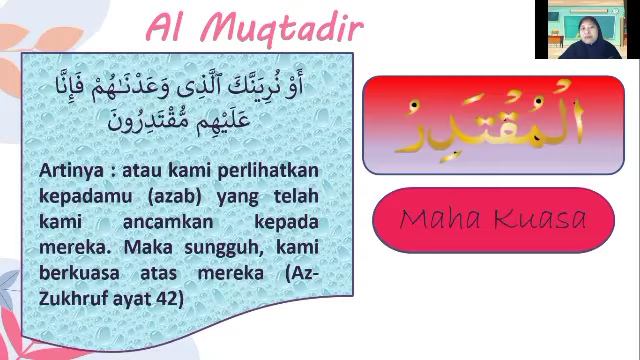 Al Muqtadir
أَوْ نُرِيَنَّكَ ٱلَّذِى وَعَدْنَـٰهُمْ فَإِنَّا
عَلَيْهِم مُّقْتَدِرُونَ
Artinya : atau kami perlihatkan
kepadamu (azab) yang telah
kami ancamkan kepada
mereka. Maka sungguh, kami
berkuasa atas mereka (Az-
Zukhruf ayat 42)
الْمُقْتَدِرُ
Maha Kuasa